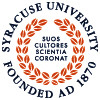 SYRACUSE UNIVERSITY
SUOS
CULTORES
SCIENTIA
CORONAT
FOUNDED AD 1870